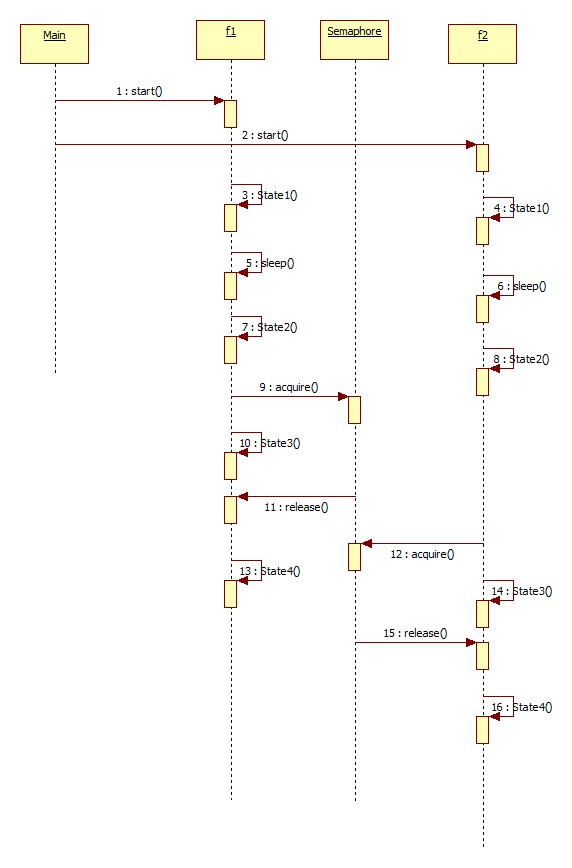 Main
f1
Semaphore
f2
1 : start()
2 : start()
3 : State1()
4 : State1()
5 : sleep()
6 : sleep()
7 : State2()
8 : State2()
9 : acquire()
10 : State3()
11 : release()
12 : acquire()
13 : State4()
14 : State3()
15 : release()
16 : State4()